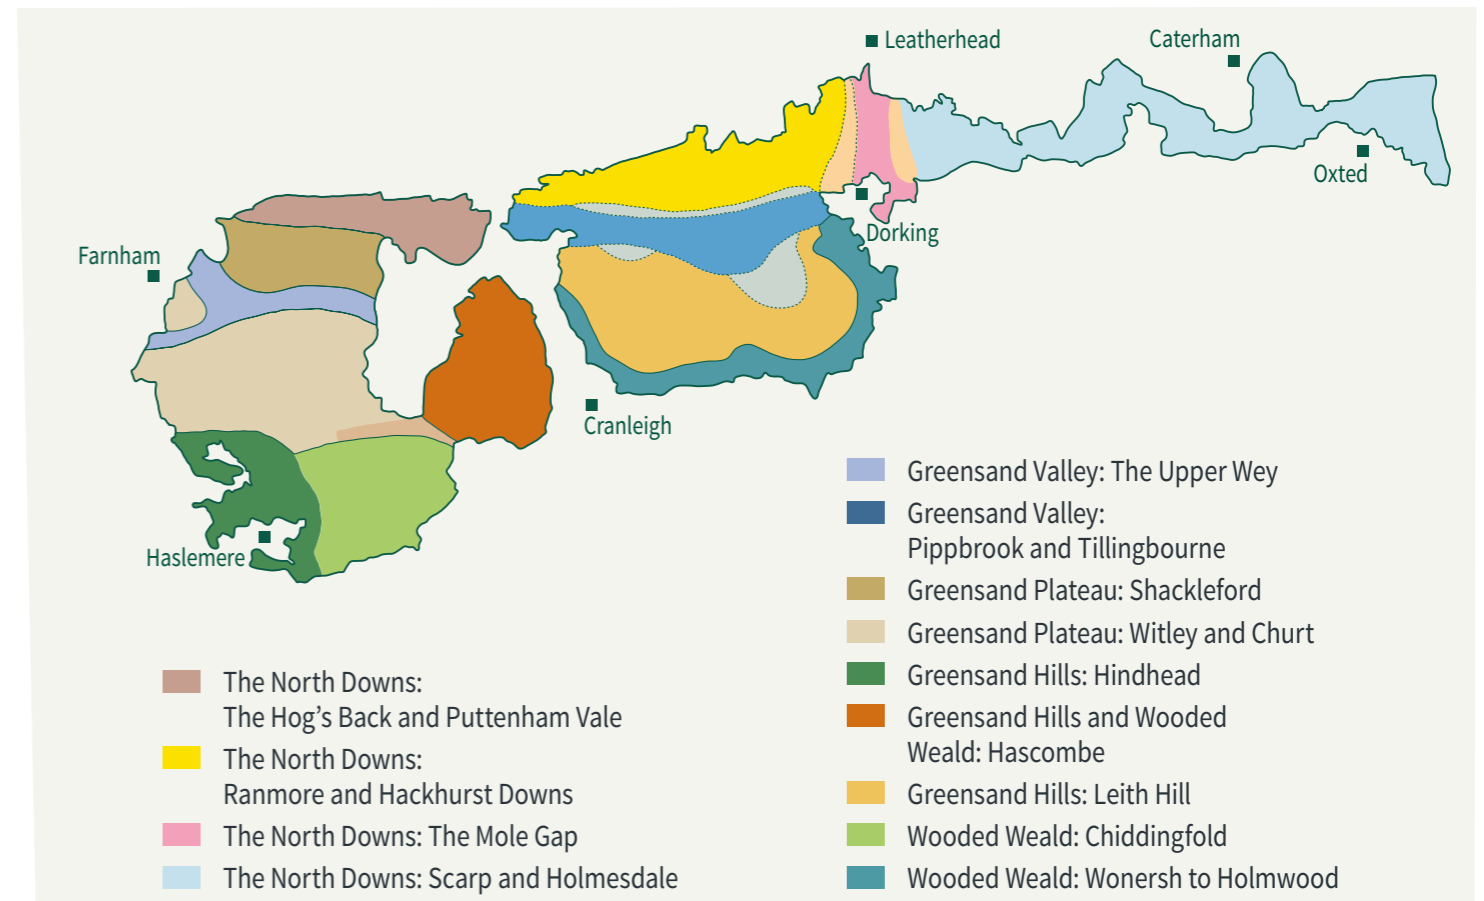 Leatherhead
Caterham
Oxted
Dorking
Farnham
Cranleigh
Haslemere
The North Downs:
The Hog’s Back and Puttenham Vale
The North Downs:
Ranmore and Hackhurst Downs
The North Downs: The Mole Gap
The North Downs: Scarp and Holmesdale
Greensand Valley: The Upper Wey
Greensand Valley:
Pippbrook and Tillingbourne
Greensand Plateau: Shackleford
Greensand Plateau: Witley and Churt
Greensand Hills: Hindhead
Greensand Hills and Wooded
Weald: Hascombe
Greensand Hills: Leith Hill
Wooded Weald: Chiddingfold
Wooded Weald: Wonersh to Holmwood